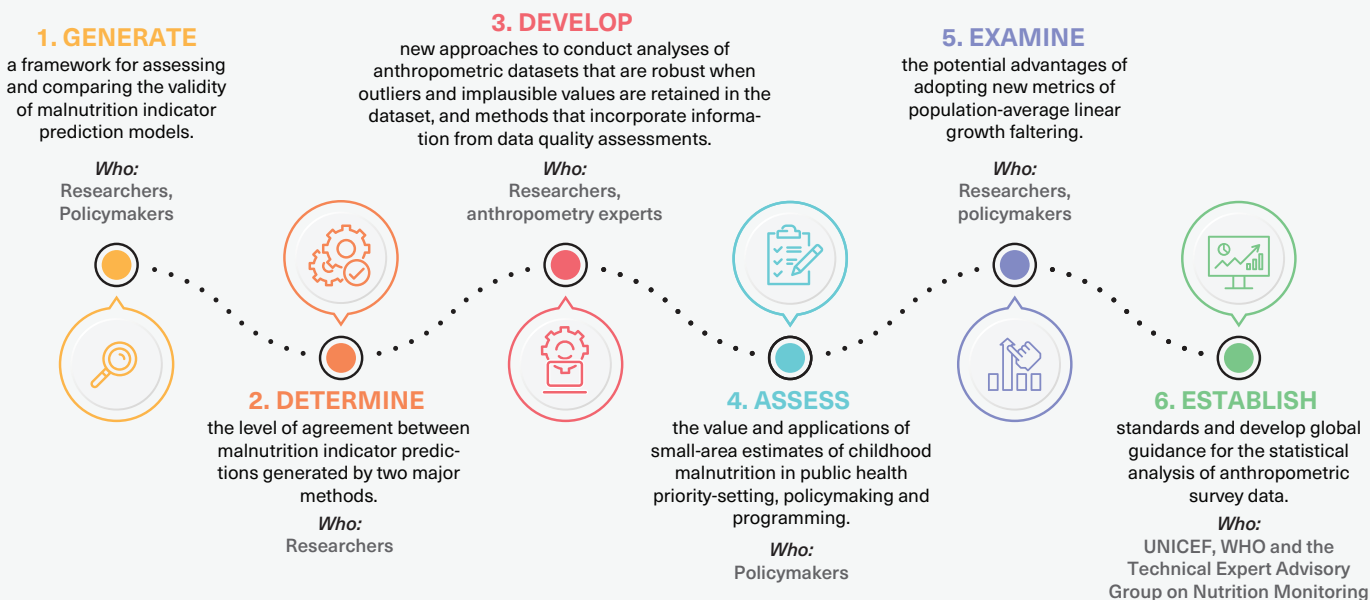 1. GENERATE
a framework for assessing
and comparing the validity
of malnutrition indicator
prediction models.
Who:
Researchers,
Policymakers
2. DETERMINE
the level of agreement between
malnutrition indicator predic-
tions generated by two major
methods.
Who:
Researchers
3. DEVELOP
new approaches to conduct analyses of
anthropometric datasets that are robust when
outliers and implausible values are retained in the
dataset, and methods that incorporate informa-
tion from data quality assessments.
Who:
Researchers,
anthropometry experts
4. ASSESS
the value and applications of
small-area estimates of childhood
malnutrition in public health
priority-setting, policymaking and
programming.
Who:
Policymakers
5. EXAMINE
the potential advantages of
adopting new metrics of
population-average linear
growth faltering.
Who:
Researchers,
policymakers
6. ESTABLISH
standards and develop global
guidance for the statistical
analysis of anthropometric
survey data.
Who:
UNICEF, WHO and the
Technical Expert Advisory
Group on Nutrition Monitoring